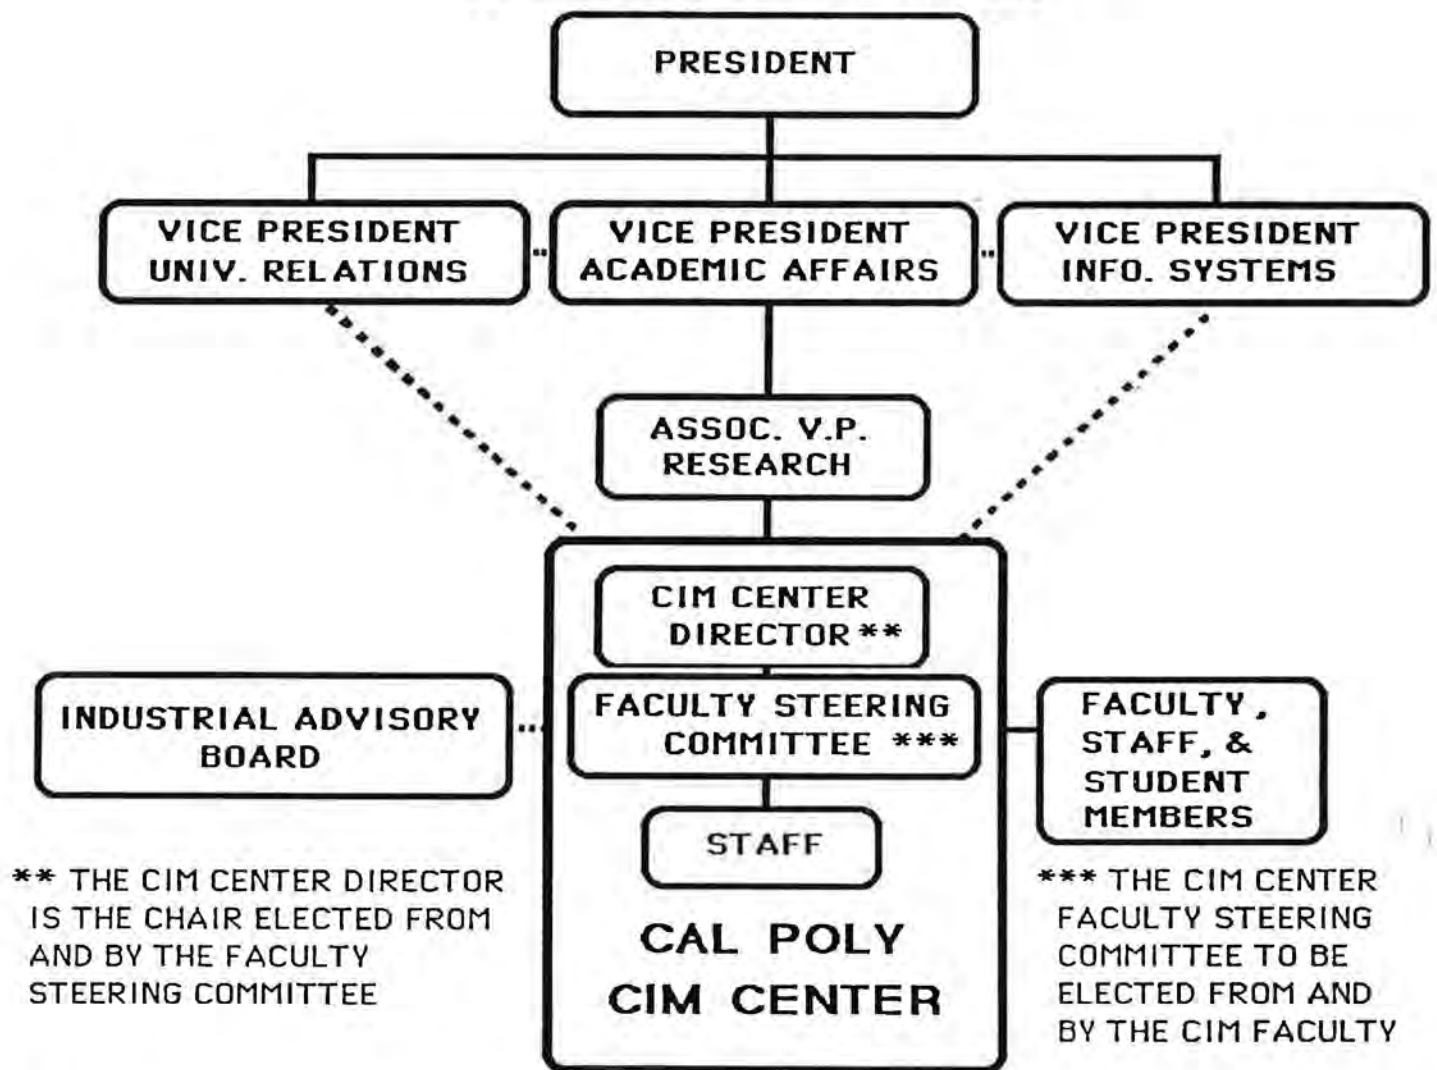 PRESIDENT
VICE PRESIDENT
UNIV. RELATIONS
VICE PRESIDENT
ACADEMIC AFFAIRS
VICE PRESIDENT
INFO. SYSTEMS
ASSOC. V.P.
RESEARCH
CIM CENTER
DIRECTOR **
INDUSTRIAL ADVISORY
BOARD
FACULTY STEERING
COMMITTEE ***
FACULTY,
STAFF, &
STUDENT
MEMBERS
STAFF
CAL POLY
CIM CENTER
** THE CIM CENTER DIRECTOR
IS THE CHAIR ELECTED FROM
AND BY THE FACULTY
STEERING COMMITTEE
*** THE CIM CENTER
FACULTY STEERING
COMMITTEE TO BE
ELECTED FROM AND
BY THE CIM FACULTY